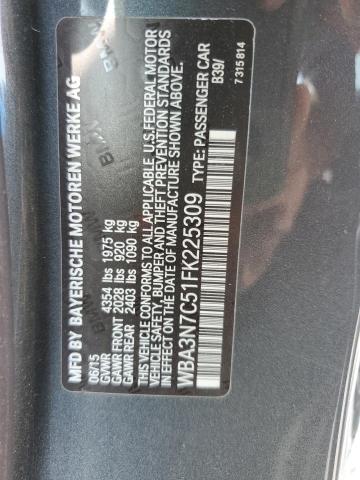 MFD BY BAYERISCHE MOTOREN WERKE AG
06/15
GVWR 4354 lbs 1975 kg
GAWR FRONT 2028 lbs 920 kg
GAWR REAR 2403 lbs 1090 kg
THIS VEHICLE CONFORMS TO ALL APPLICABLE U.S.FEDERAL MOTOR
VEHICLE SAFETY, BUMPER AND THEFT PREVENTION STANDARDS
IN EFFECT ON THE DATE OF MANUFACTURE SHOWN ABOVE.
WBA3N7C51FK225309 TYPE: PASSENGER CAR
B39/
7 315 814